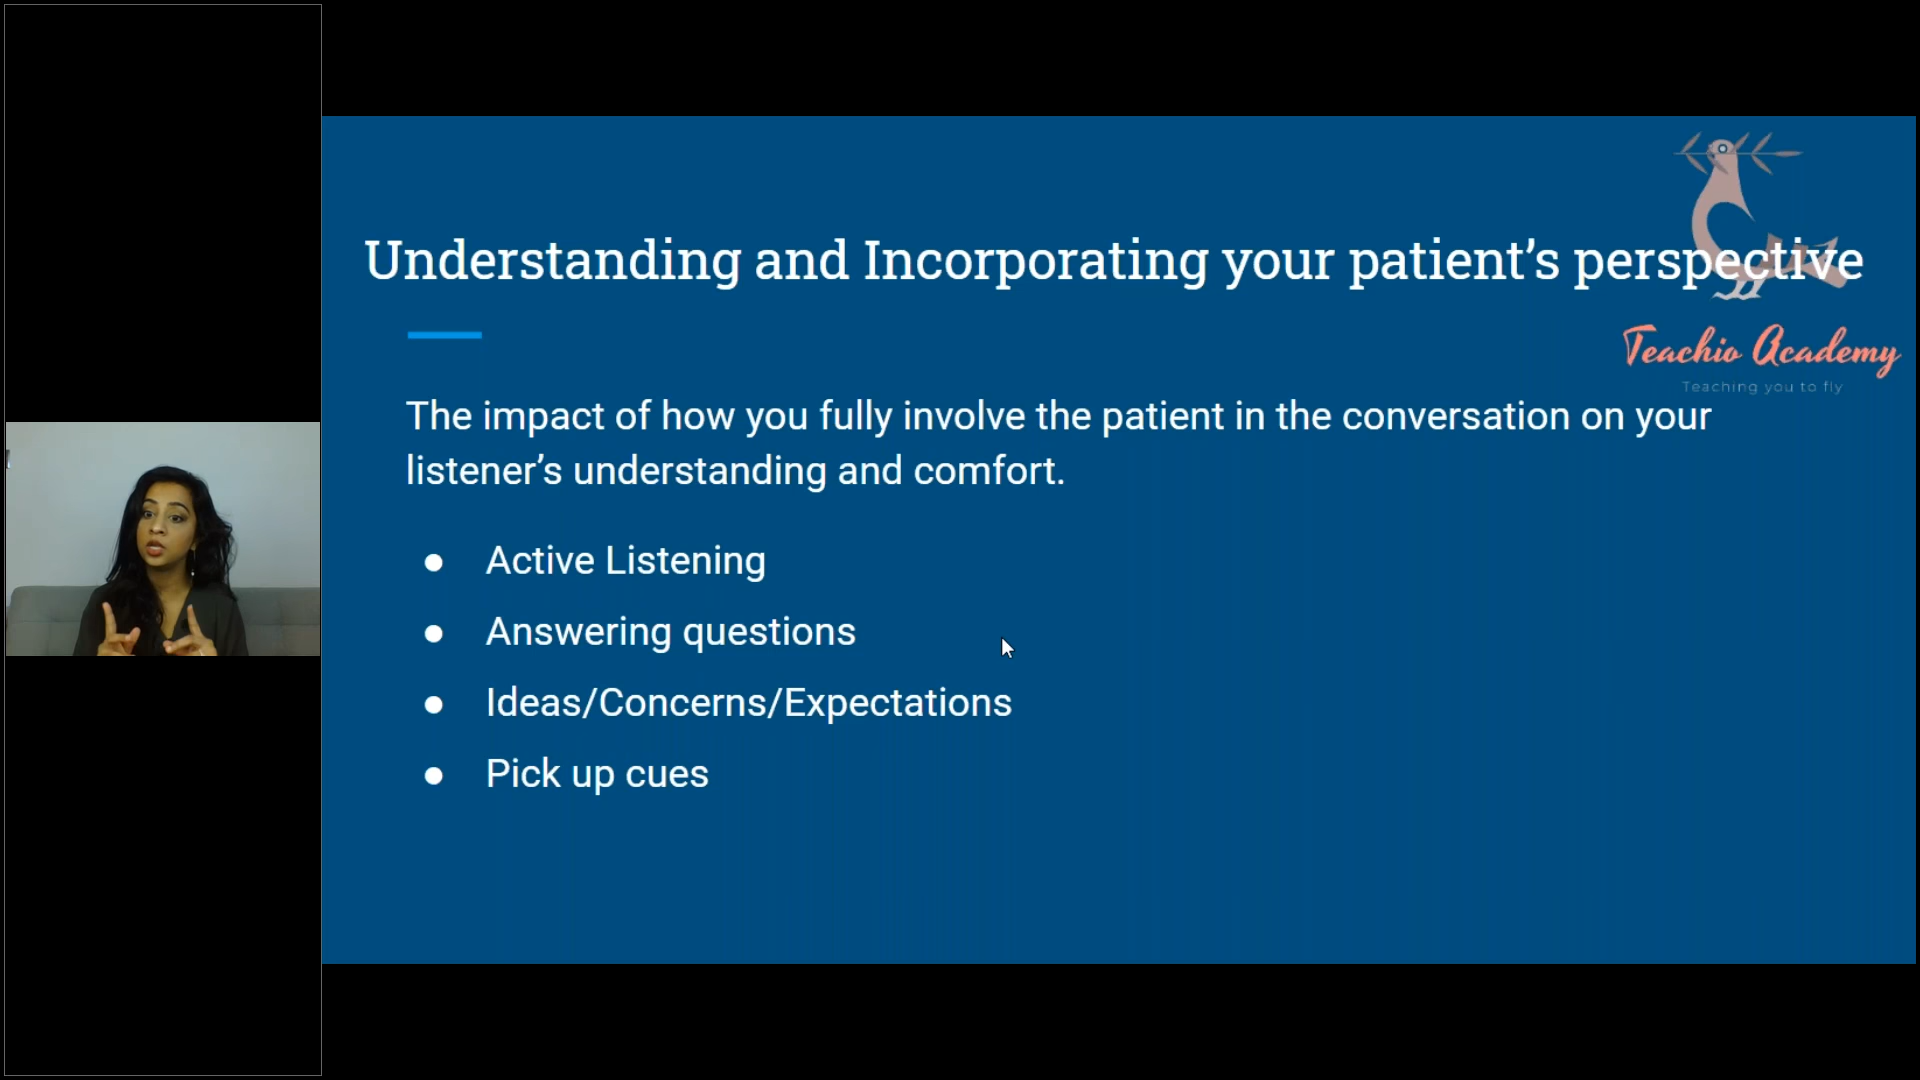 Understanding and Incorporating your patient’s perspective
Teachio Academy
Teaching you to fly
The impact of how you fully involve the patient in the conversation on your
listener’s understanding and comfort.
● Active Listening
● Answering questions
● Ideas/Concerns/Expectations
● Pick up cues